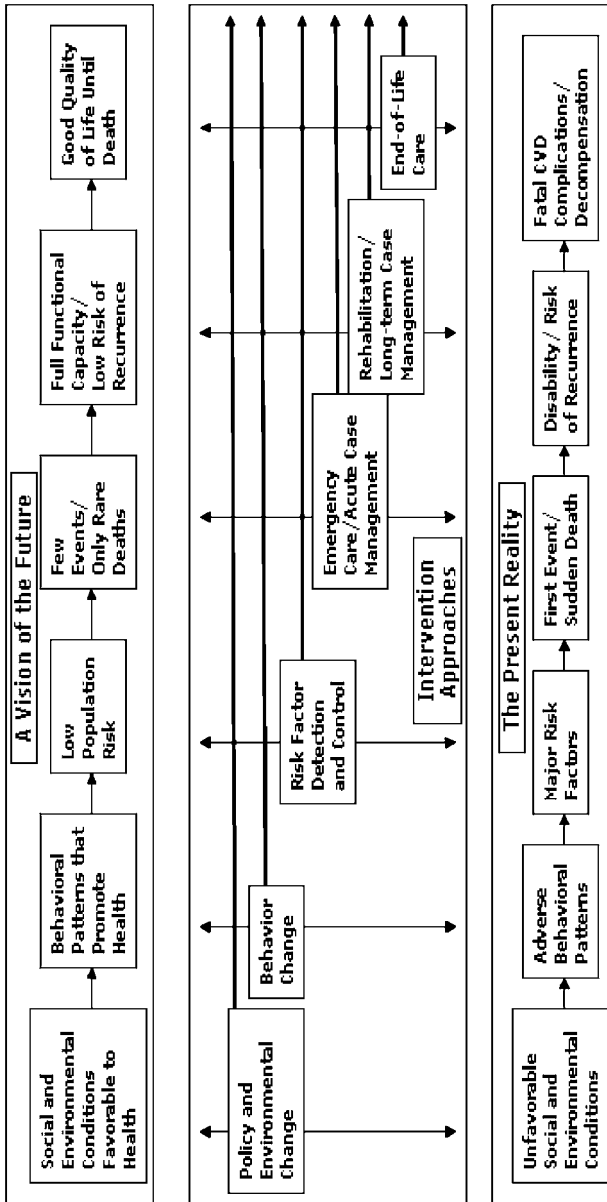 A Vision of the Future
Social and
Environmental
Conditions
Favorable to
Health
Behavioral
Patterns that
Promote
Health
Low
Population
Risk
Few
Events/
Only Rare
Deaths
Full Functional
Capacity/
Low Risk of
Recurrence
Good Quality
of Life Until
Death
Policy and
Environmental
Change
Behavior
Change
Risk Factor
Detection
and Control
Emergency
Care/Acute Case
Management
Rehabilitation/
Long-term Case
Management
End-of-Life
Care
Intervention
Approaches
The Present Reality
Unfavorable
Social and
Environmental
Conditions
Adverse
Behavioral
Patterns
Major Risk
Factors
First Event/
Sudden Death
Disability/ Risk
of Recurrence
Fatal CVD
Complications/
Decompensation